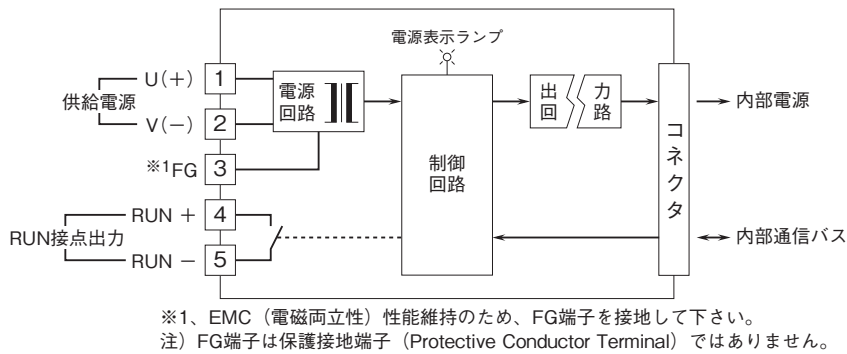 電源表示ランプ
供給電源
U(+) 1
V(−) 2
※1FG 3
電源
回路
制御
回路
出力
回路
コネクタ
内部電源
RUN接点出力
RUN + 4
RUN − 5
内部通信バス
※1、EMC（電磁両立性）性能維持のため、FG端子を接地して下さい。
注）FG端子は保護接地端子（Protective Conductor Terminal）ではありません。